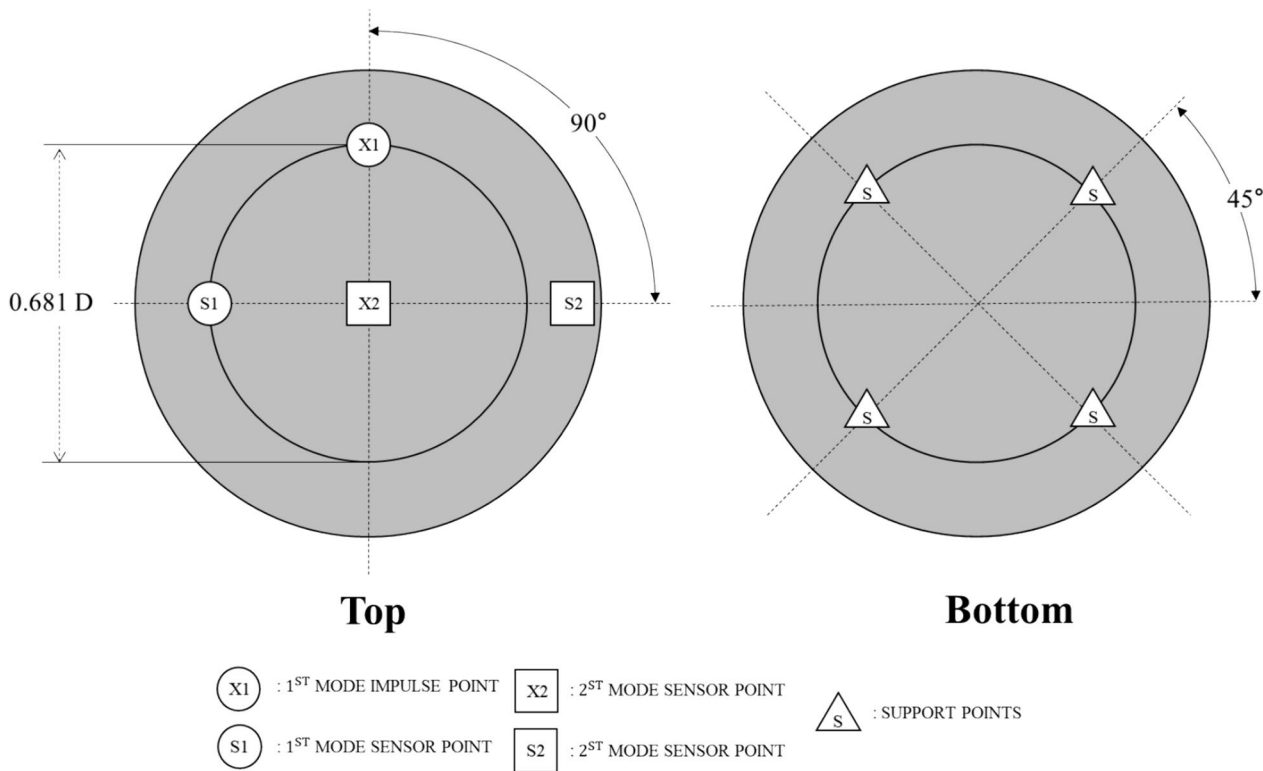 90°
X1
0.681 D
S1
X2
S2
45°
S
S
S
S
Top
Bottom
X1 : 1ST MODE IMPULSE POINT
X2 : 2ST MODE SENSOR POINT
S : SUPPORT POINTS
S1 : 1ST MODE SENSOR POINT
S2 : 2ST MODE SENSOR POINT